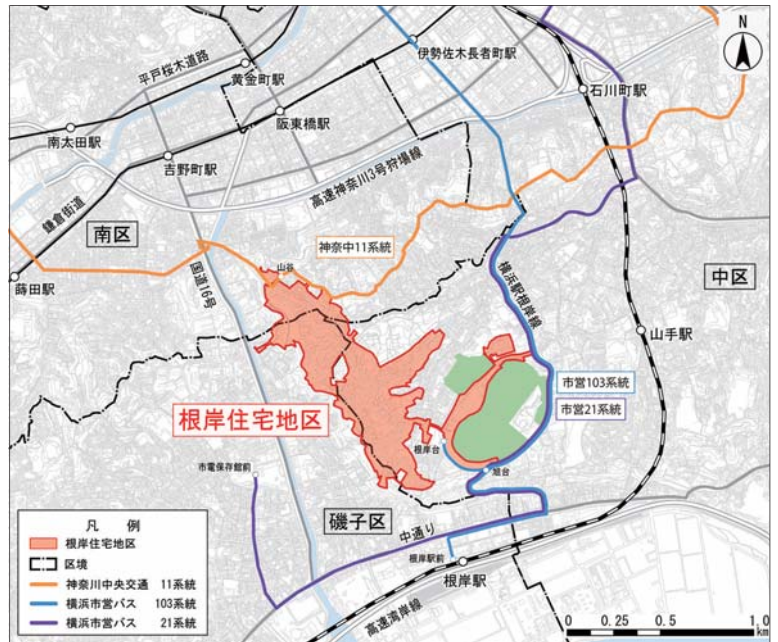 N
平戸桜木道路
伊勢佐木長者町駅
黄金町駅
石川町駅
阪東橋駅
南太田駅
吉野町駅
高速神奈川3号狩場線
鎌倉街道
南区
神奈中11系統
山谷
国道16号
中区
蒔田駅
横浜駅根岸線
山手駅
市営103系統
市営21系統
根岸住宅地区
根岸台
市電保存館前
旭台
磯子区
中通り
根岸駅前
根岸駅
高速湾岸線
凡 例
根岸住宅地区
区境
神奈川中央交通 11系統
横浜市営バス 103系統
横浜市営バス 21系統
0 0.25 0.5 1.0
km